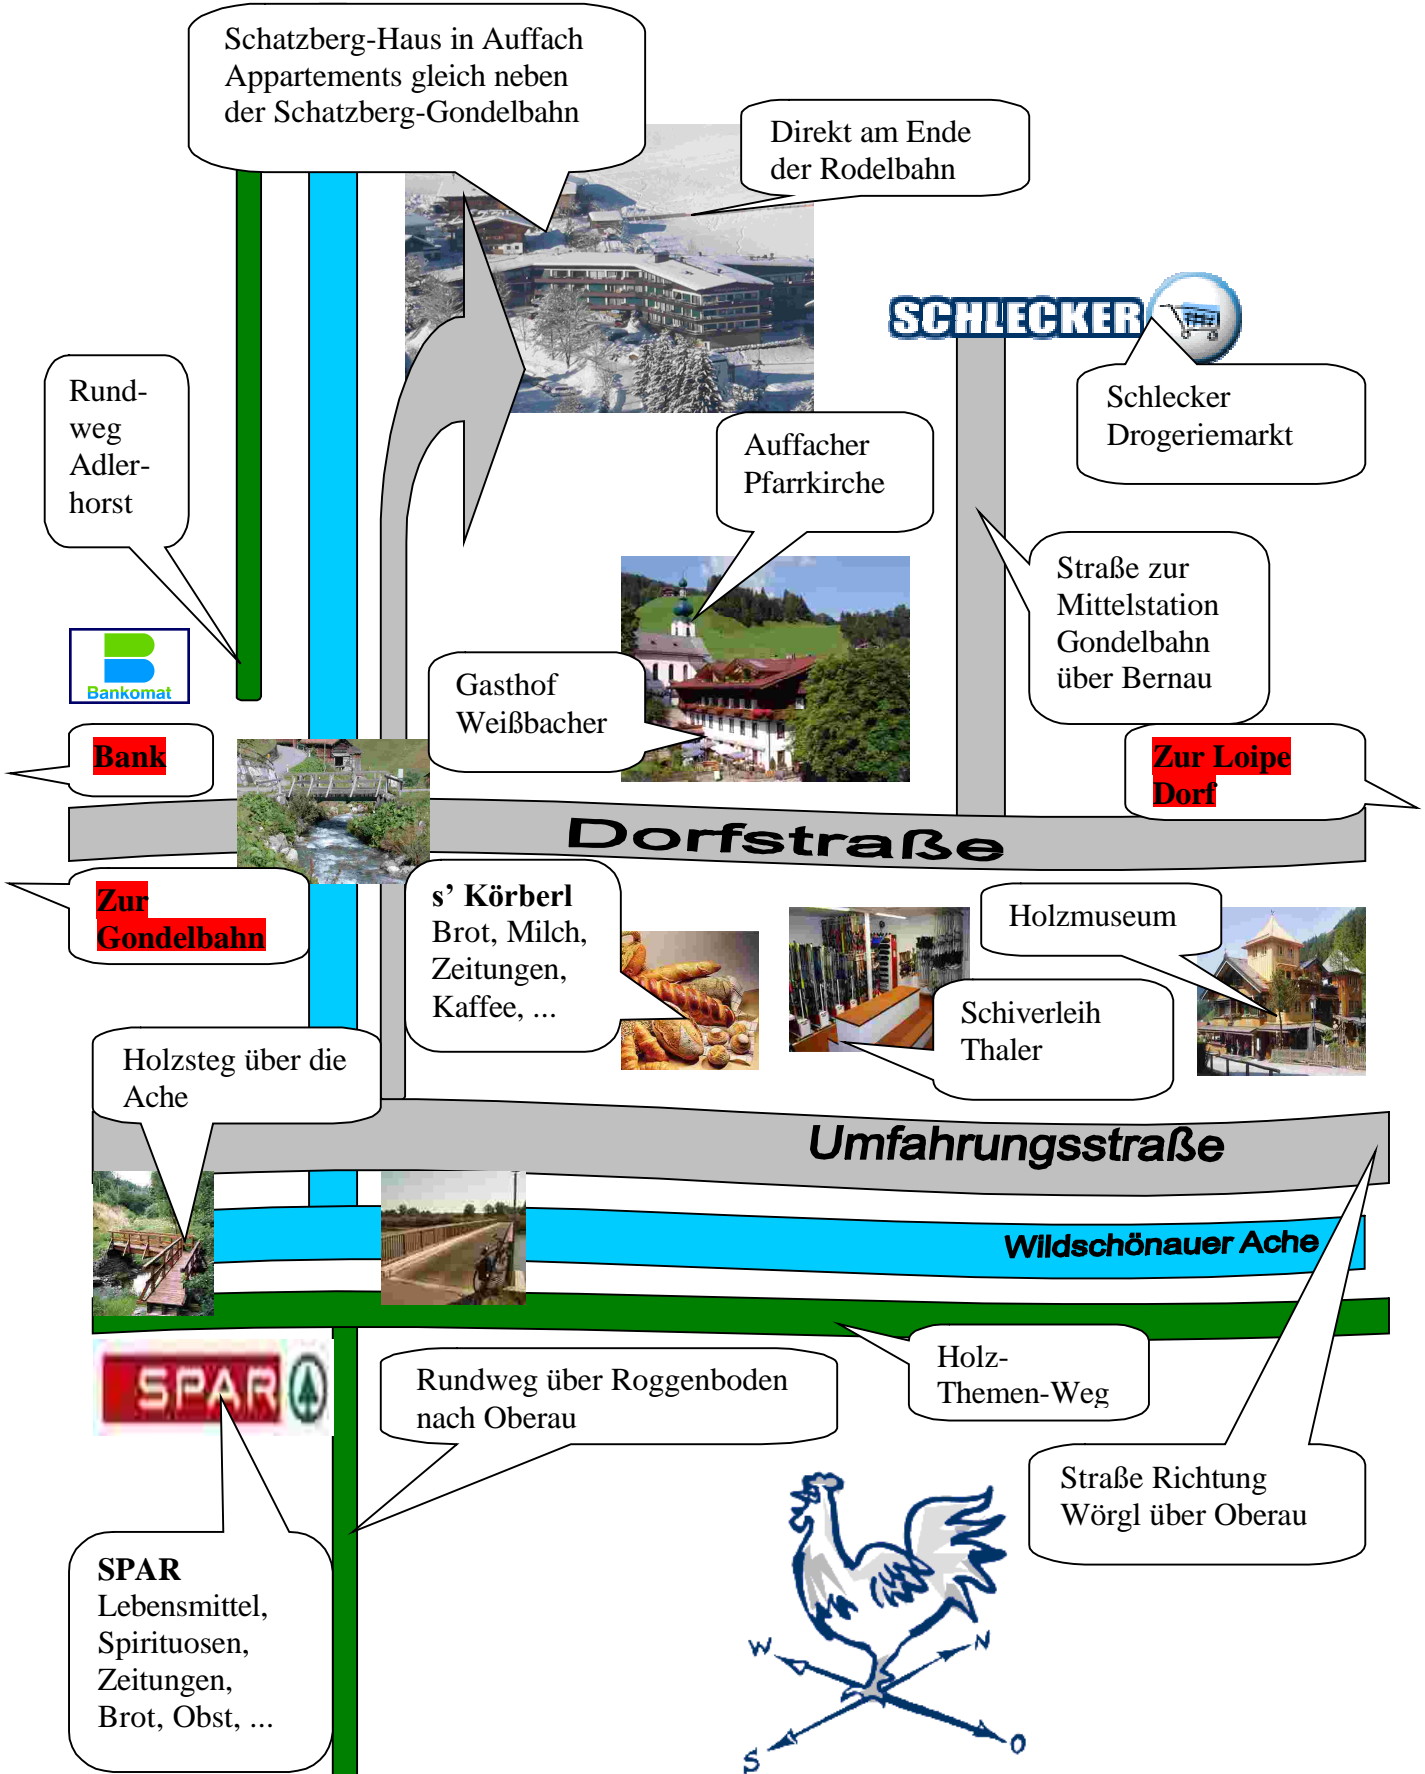 Schatzberg-Haus in Auffach
Appartements gleich neben
der Schatzberg-Gondelbahn
Direkt am Ende
der Rodelbahn
SCHLECKER
Schlecker
Drogeriemarkt
Rund-
weg
Adler-
horst
Auffacher
Pfarrkirche
Straße zur
Mittelstation
Gondelbahn
über Bernau
Bankomat
Gasthof
Weißbacher
Bank
Zur Loipe
Dorf
Dorfstraße
Zur
Gondelbahn
s' Körberl
Brot, Milch,
Zeitungen,
Kaffee, ...
Holzmuseum
Schiverleih
Thaler
Holzsteg über die
Ache
Umfahrungsstraße
Wildschönauer Ache
Holz-
Themen-Weg
SPAR
Rundweg über Roggenboden
nach Oberau
Straße Richtung
Wörgl über Oberau
SPAR
Lebensmittel,
Spirituosen,
Zeitungen,
Brot, Obst, ...
W
N
S
O